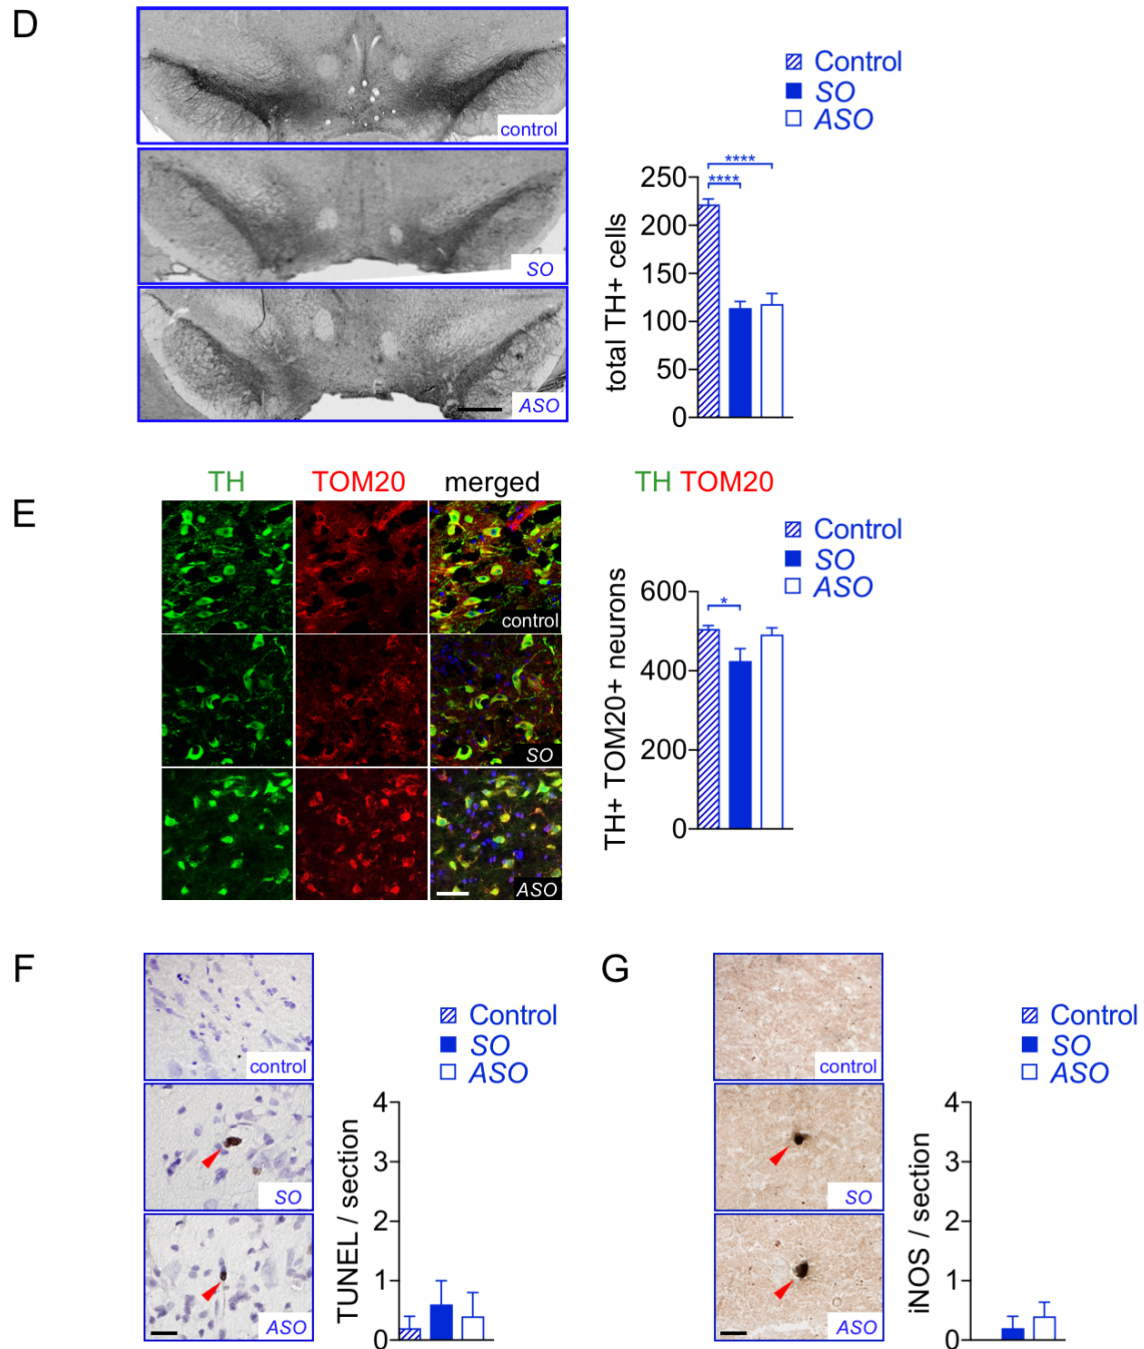 D
control
SO
ASO
Control
SO
ASO
****
****
250
200
150
100
50
0
total TH+ cells
E
TH TOM20 merged
control
SO
ASO
TH TOM20
Control
SO
ASO
*
600
400
200
0
TH+ TOM20+ neurons
F
control
SO
ASO
Control
SO
ASO
4
3
2
1
0
TUNEL / section
G
control
SO
ASO
Control
SO
ASO
4
3
2
1
0
iNOS / section